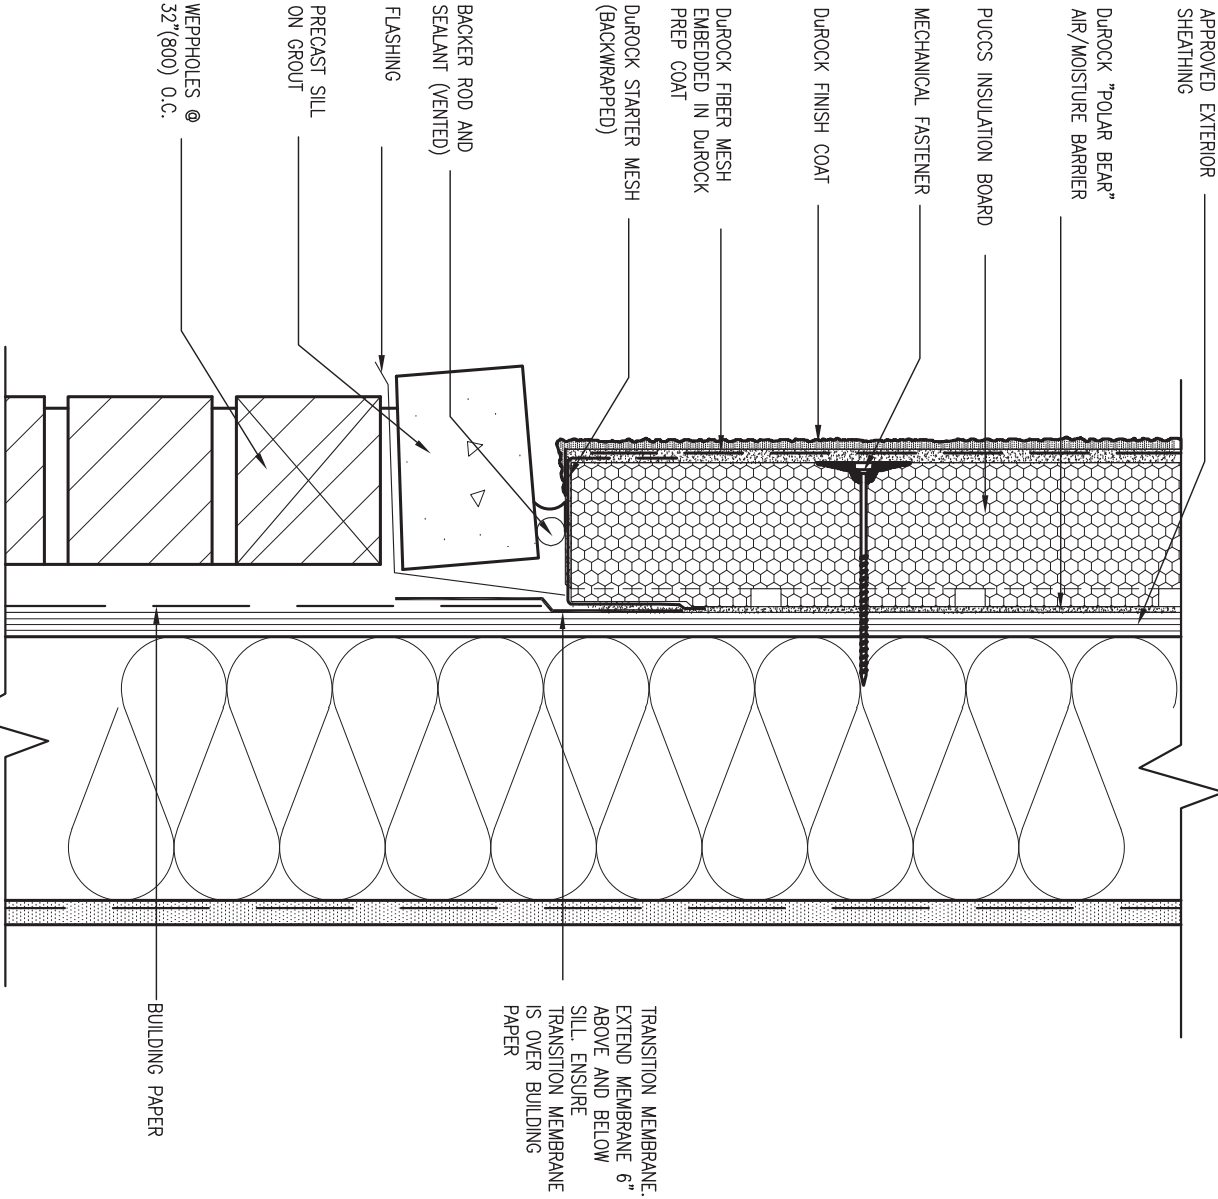 APPROVED EXTERIOR
SHEATHING
DuROCK "POLAR BEAR"
AIR/MOISTURE BARRIER
PUCCS INSULATION BOARD
MECHANICAL FASTENER
DuROCK FINISH COAT
DuROCK FIBER MESH
EMBEDDED IN DuROCK
PREP COAT
DuROCK STARTER MESH
(BACKWRAPPED)
BACKER ROD AND
SEALANT (VENTED)
FLASHING
PRECAST SILL
ON GROUT
WEPPHOLES @
32"(800) O.C.
TRANSITION MEMBRANE.
EXTEND MEMBRANE 6"
ABOVE AND BELOW
SILL. ENSURE
TRANSITION MEMBRANE
IS OVER BUILDING
PAPER
BUILDING PAPER